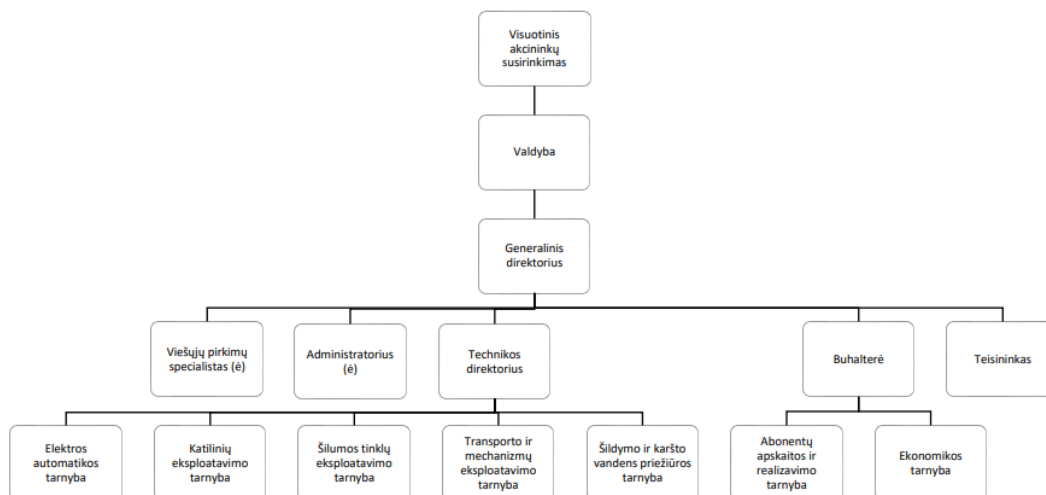 Visuotinis
akcininkų
susirinkimas
Valdyba
Generalinis
direktorius
Viešųjų pirkimų
specialistas (ė)
Administratorius
(ė)
Technikos
direktorius
Buhalterė
Teisininkas
Elektros
automatikos
tarnyba
Katilinių
eksploatavimo
tarnyba
Šilumos tinklų
eksploatavimo
tarnyba
Transporto ir
mechanizmų
eksploatavimo
tarnyba
Šildymo ir karšto
vandens priežiūros
tarnyba
Abonentų
apskaitos ir
realizavimo
tarnyba
Ekonomikos
tarnyba